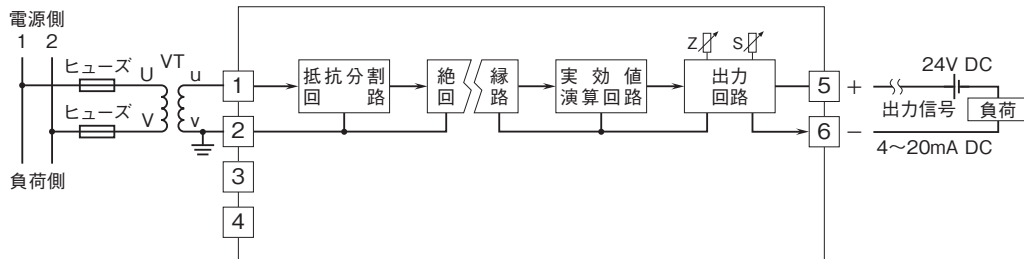 電源側
1 2
ヒューズ
ヒューズ
U
VT
u
V
v
負荷側
1
2
3
4
抵抗分割
回路
絶縁
回路
実効値
演算回路
Z
S
出力
回路
5
6
+
−
24V DC
出力信号
負荷
4～20mA DC